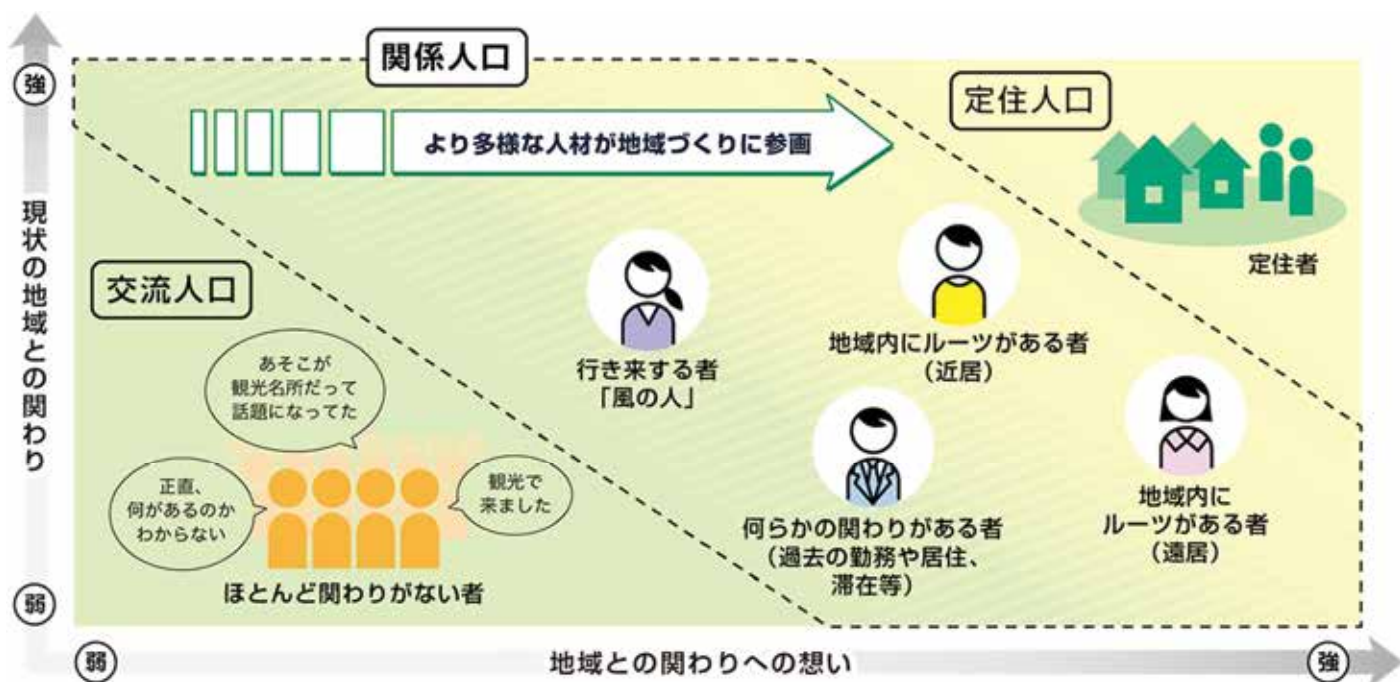 関係人口
強
定住人口
より多様な人材が地域づくりに参画
現状の地域との関わり
定住者
交流人口
あそこが
観光名所だって
話題になってた
行き来する者
「風の人」
地域内にルーツがある者
(近居)
正直、
何があるのか
わからない
観光で
来ました
ほとんど関わりがない者
何らかの関わりがある者
(過去の勤務や居住、
滞在等)
地域内に
ルーツがある者
(遠居)
弱
弱
地域との関わりへの想い
強